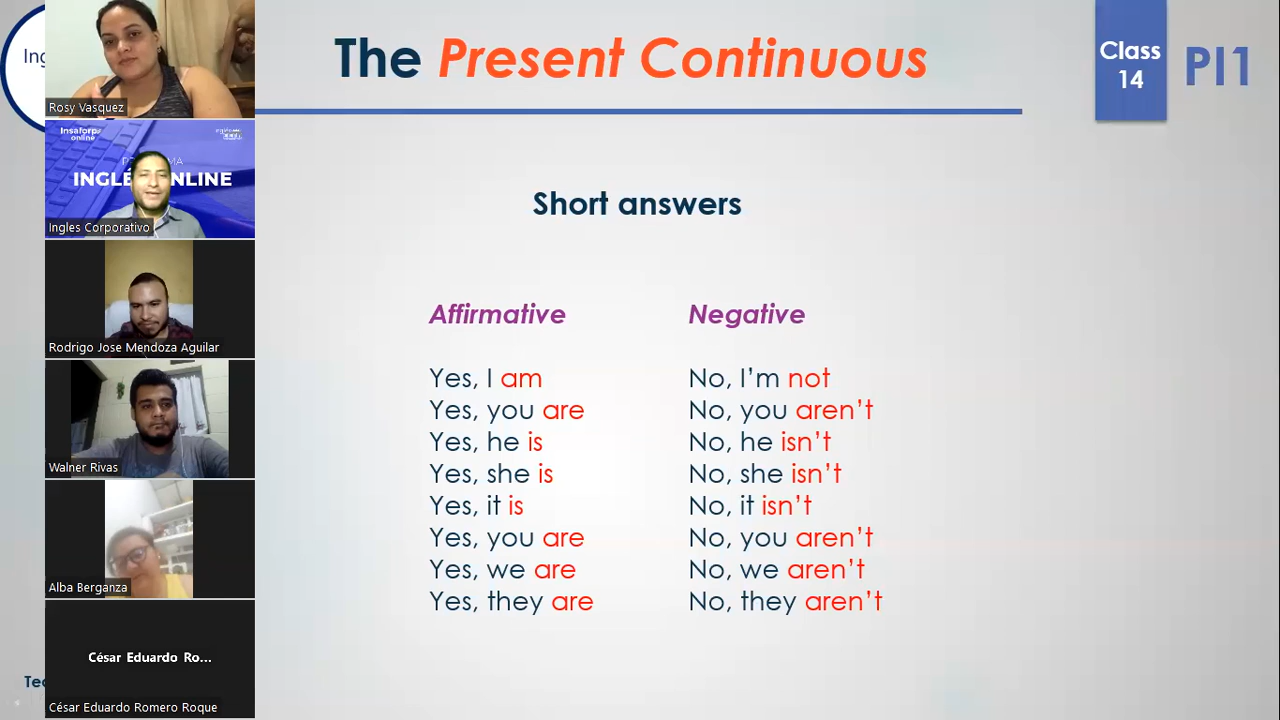 The Present Continuous
Class
14
PI1
Short answers
Affirmative
Negative
Yes, I am
No, I'm not
Yes, you are
No, you aren't
Yes, he is
No, he isn't
Yes, she is
No, she isn't
Yes, it is
No, it isn't
Yes, you are
No, you aren't
Yes, we are
No, we aren't
Yes, they are
No, they aren't
Rosy Vasquez
Insaforp
online
INGLÉ NLINE
Ingles Corporativo
Rodrigo Jose Mendoza Aguilar
Walner Rivas
Alba Berganza
César Eduardo Ro...
César Eduardo Romero Roque